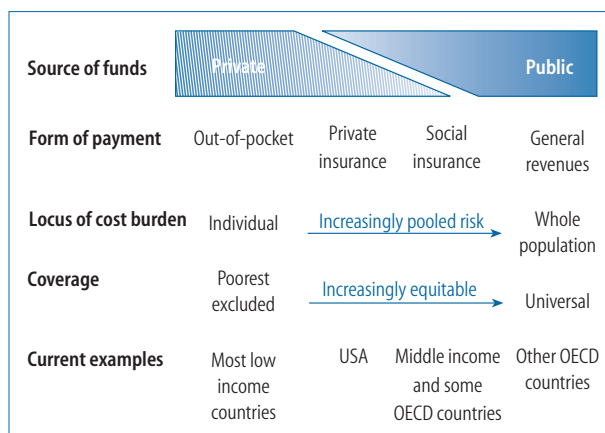 Source of funds
Private
Public
Form of payment
Out-of-pocket
Private
insurance
Social
insurance
General
revenues
Locus of cost burden
Individual
Increasingly pooled risk
Whole
population
Coverage
Poorest
excluded
Increasingly equitable
Universal
Current examples
Most low
income
countries
USA
Middle income
and some
OECD countries
Other OECD
countries